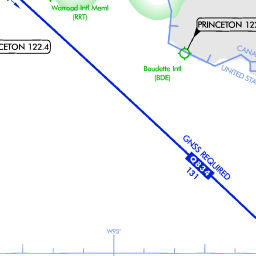 Warroad Intl Meml
(RRT)
PRINCETON 122
CETON 122.4
Baudette Intl
(BDE)
CANA
UNITED STA
GNSS REQUIRED
Q834
131
W95°